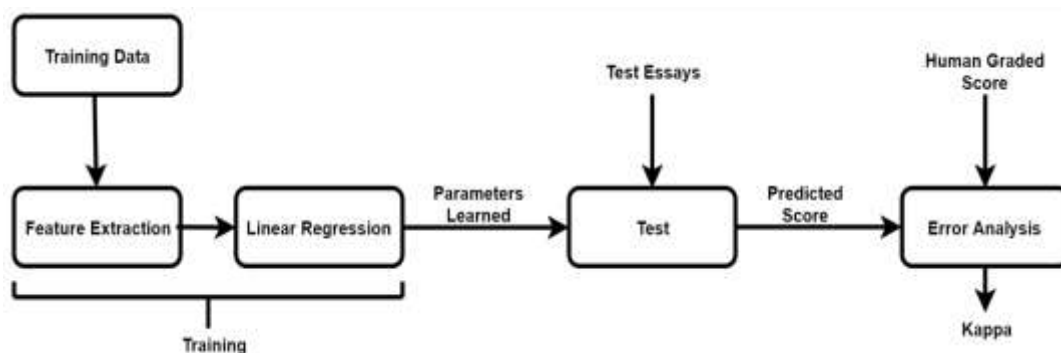 Training Data
Test Essays
Human Graded
Score
Feature Extraction
Linear Regression
Parameters
Learned
Test
Predicted
Score
Error Analysis
Training
Kappa